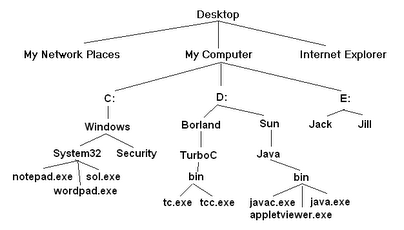 Desktop
My Network Places My Computer Internet Explorer
C: D: E:
Windows Borland Sun Jack Jill
System32 Security TurboC Java
notepad.exe sol.exe bin bin
wordpad.exe
tc.exe tcc.exe javac.exe java.exe
appletviewer.exe